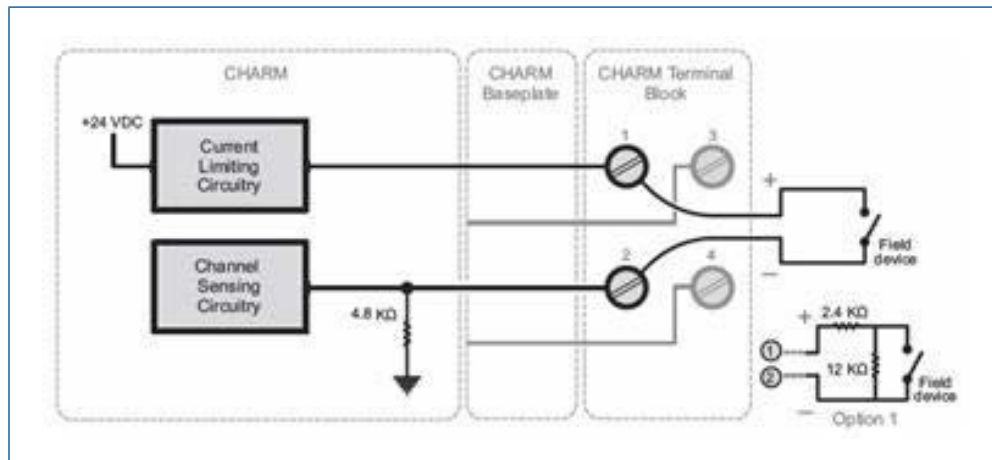 CHARM
CHARM
Baseplate
CHARM Terminal
Block
+24 VDC
Current
Limiting
Circuitry
1
3
+
Field
device
−
Channel
Sensing
Circuitry
2
4
4.8 KΩ
+
2.4 KΩ
1
2
12 KΩ
Field
device
−
Option 1